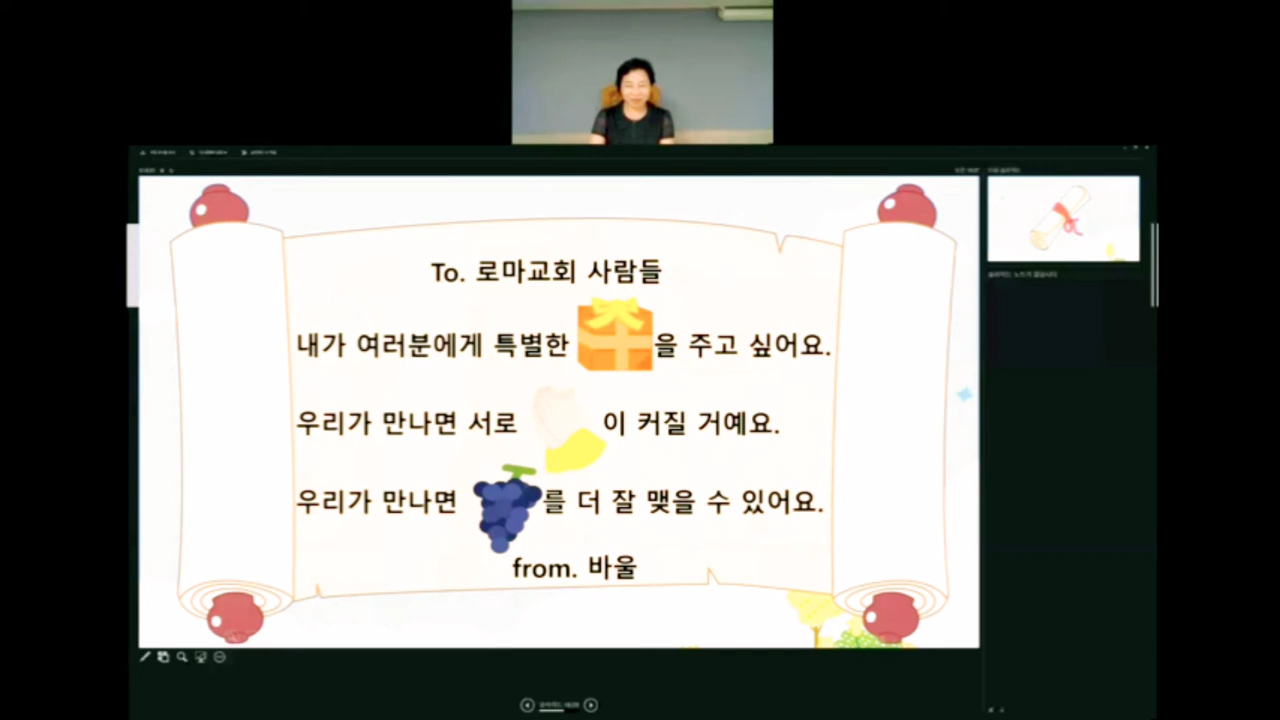 To. 로마교회 사람들
내가 여러분에게 특별한 을 주고 싶어요.
우리가 만나면 서로 이 커질 거예요.
우리가 만나면 를 더 잘 맺을 수 있어요.
from. 바울